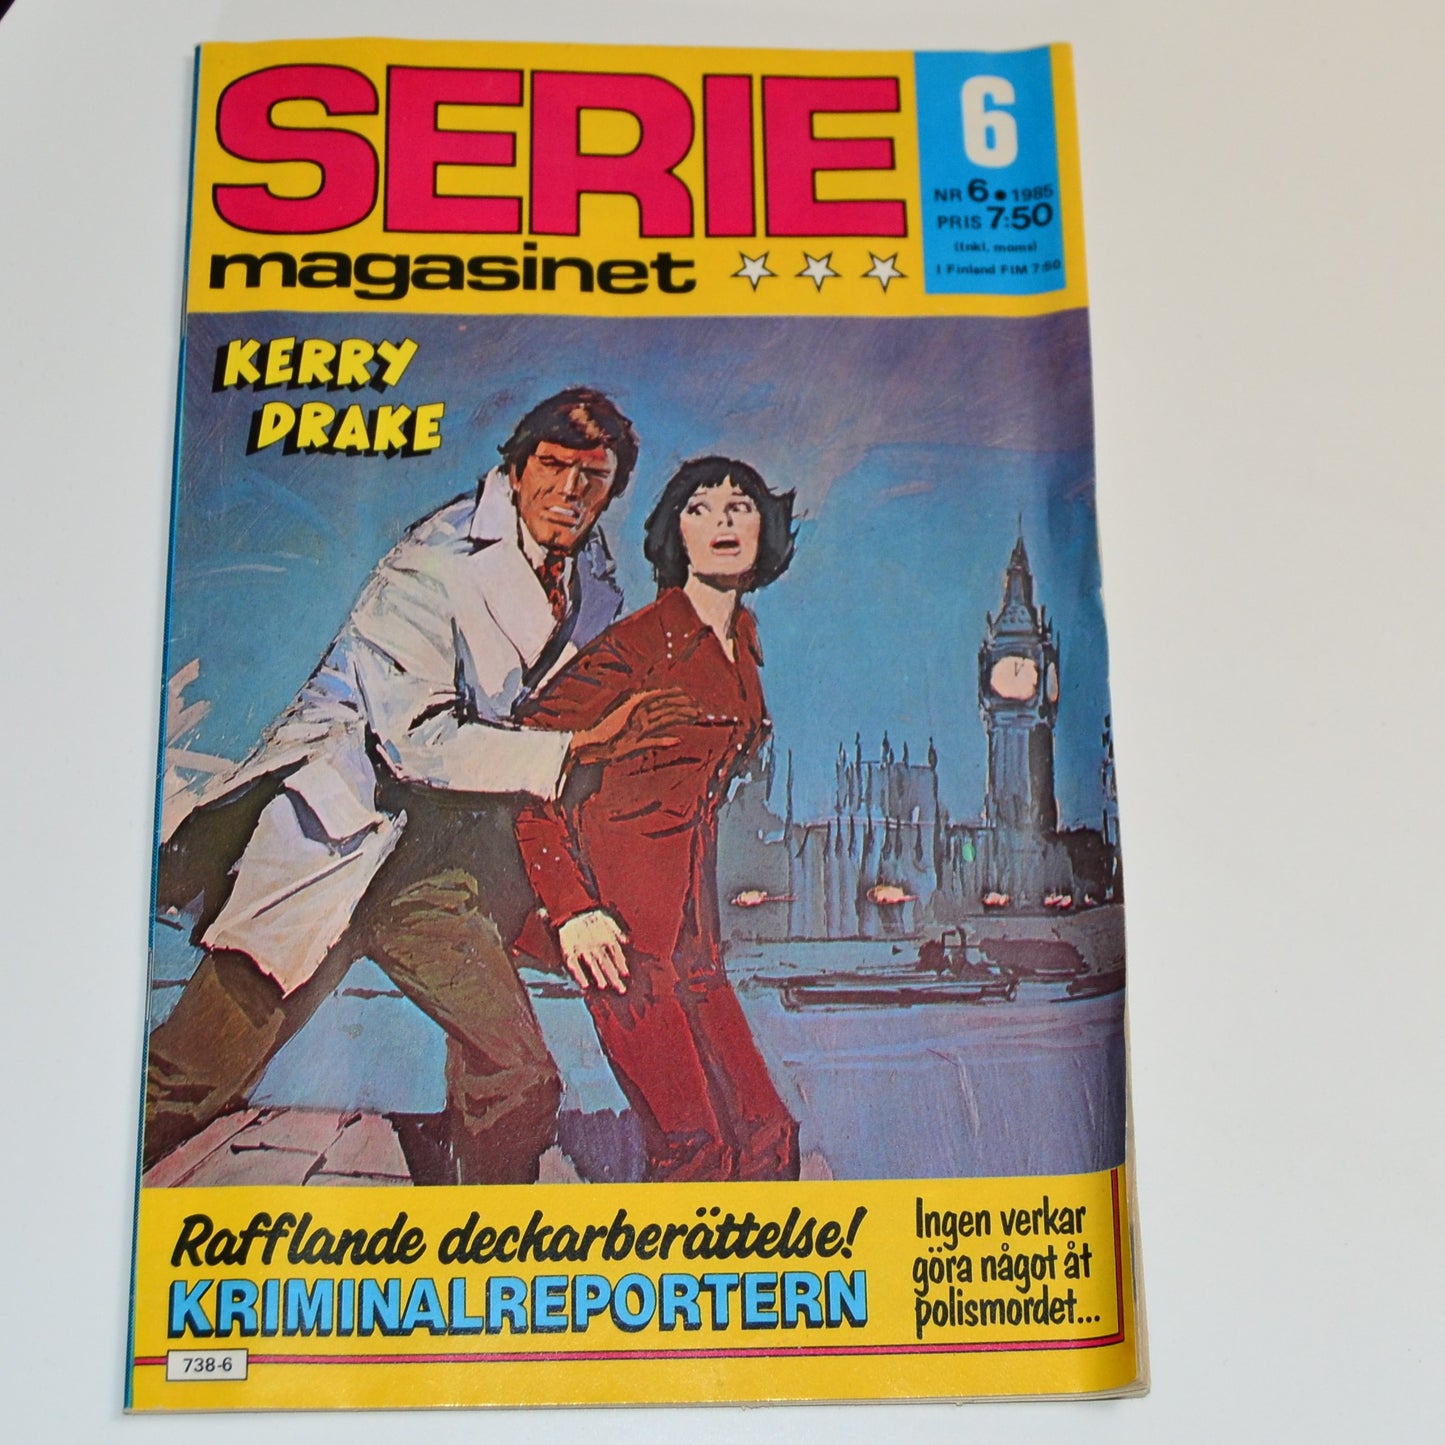 SERIE
magasinet
6
NR 6 • 1985
PRIS 7:50
(Inkl. moms)
I Finland FIM 7:50
KERRY
DRAKE
Rafflande deckarberättelse!
KRIMINALREPORTERN
Ingen verkar
göra något åt
polismordet...
738-6